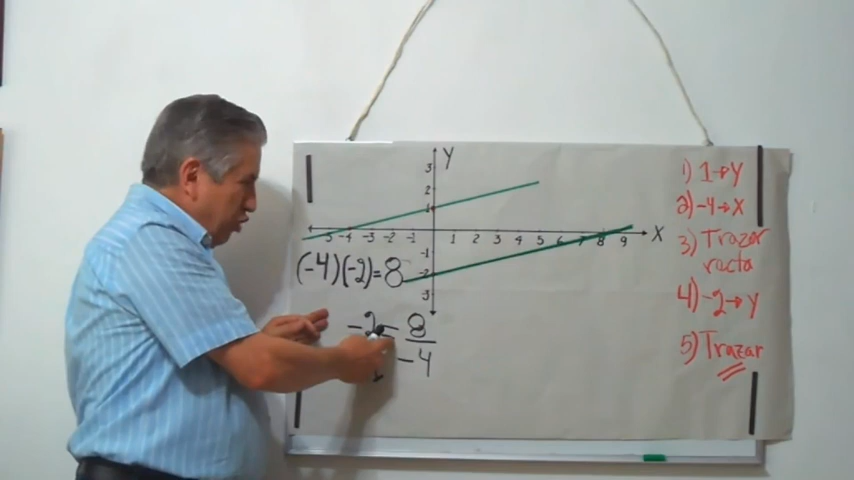 Y
3
2
1
-5 -4 -3 -2 -1 1 2 3 4 5 6 7 8 9 X
-1
-2
3
(-4)(-2)=8
-2 = 8
1 -4
1) 1→Y
2) -4→X
3) Trazar
recta
4) -2→y
5) Trazar